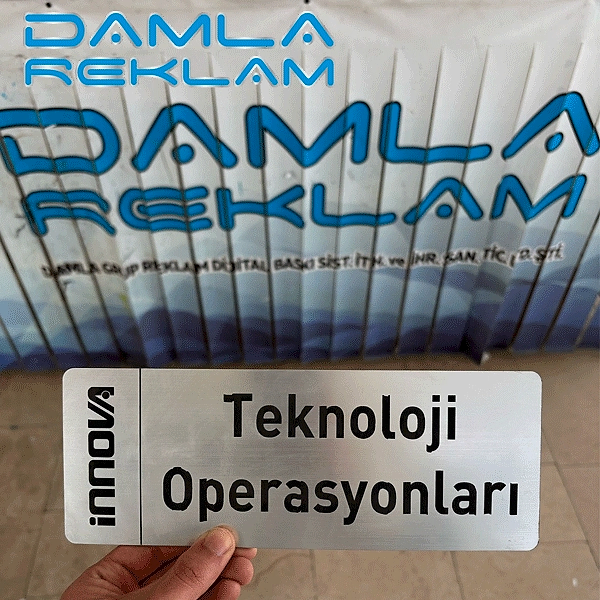 DAMLA
REKLAM
DAMLA
REKLAM
DAMLA GRUP REKLAM DİJİTAL BASKI SİST. İTH. ve İHR. SAN. TİC. LTD. ŞTİ.
innova
Teknoloji
Operasyonları